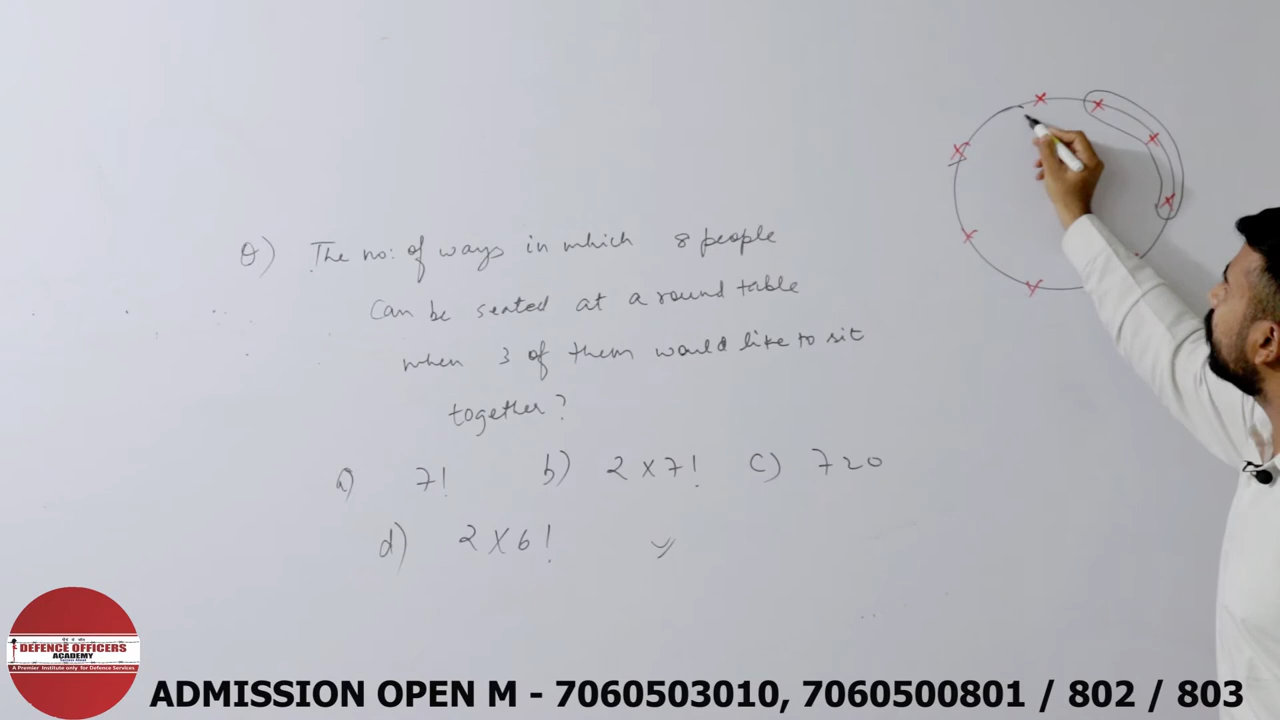 Q) The no: of ways in which 8 people
Can be seated at a round table
when 3 of them would like to sit
together?
a) 7! b) 2 X 7! c) 720
d) 2 X 6!
DEFENCE OFFICERS
ACADEMY
A Premier Institute only for Defence Services
ADMISSION OPEN M - 7060503010, 7060500801 / 802 / 803